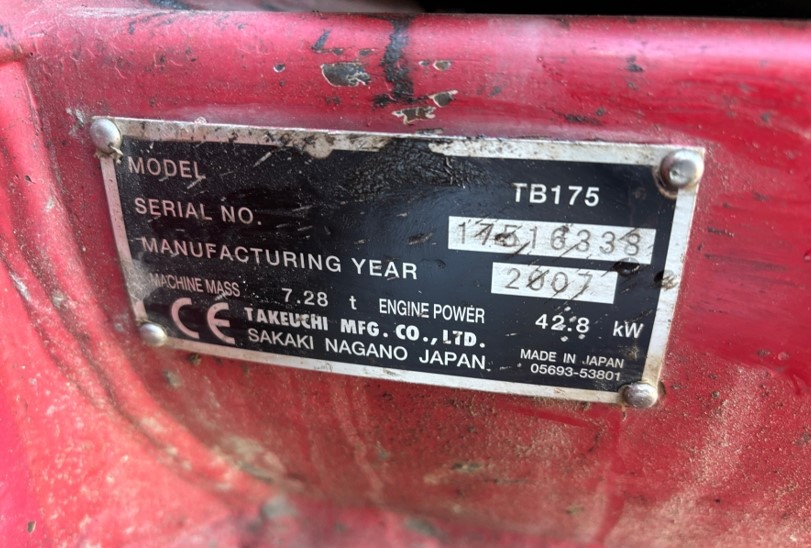 MODEL TB175
SERIAL NO. 17516338
MANUFACTURING YEAR 2007
MACHINE MASS 7.28 t ENGINE POWER 42.8 kW
CE TAKEUCHI MFG. CO., LTD.
SAKAKI NAGANO JAPAN
MADE IN JAPAN
05693-53801